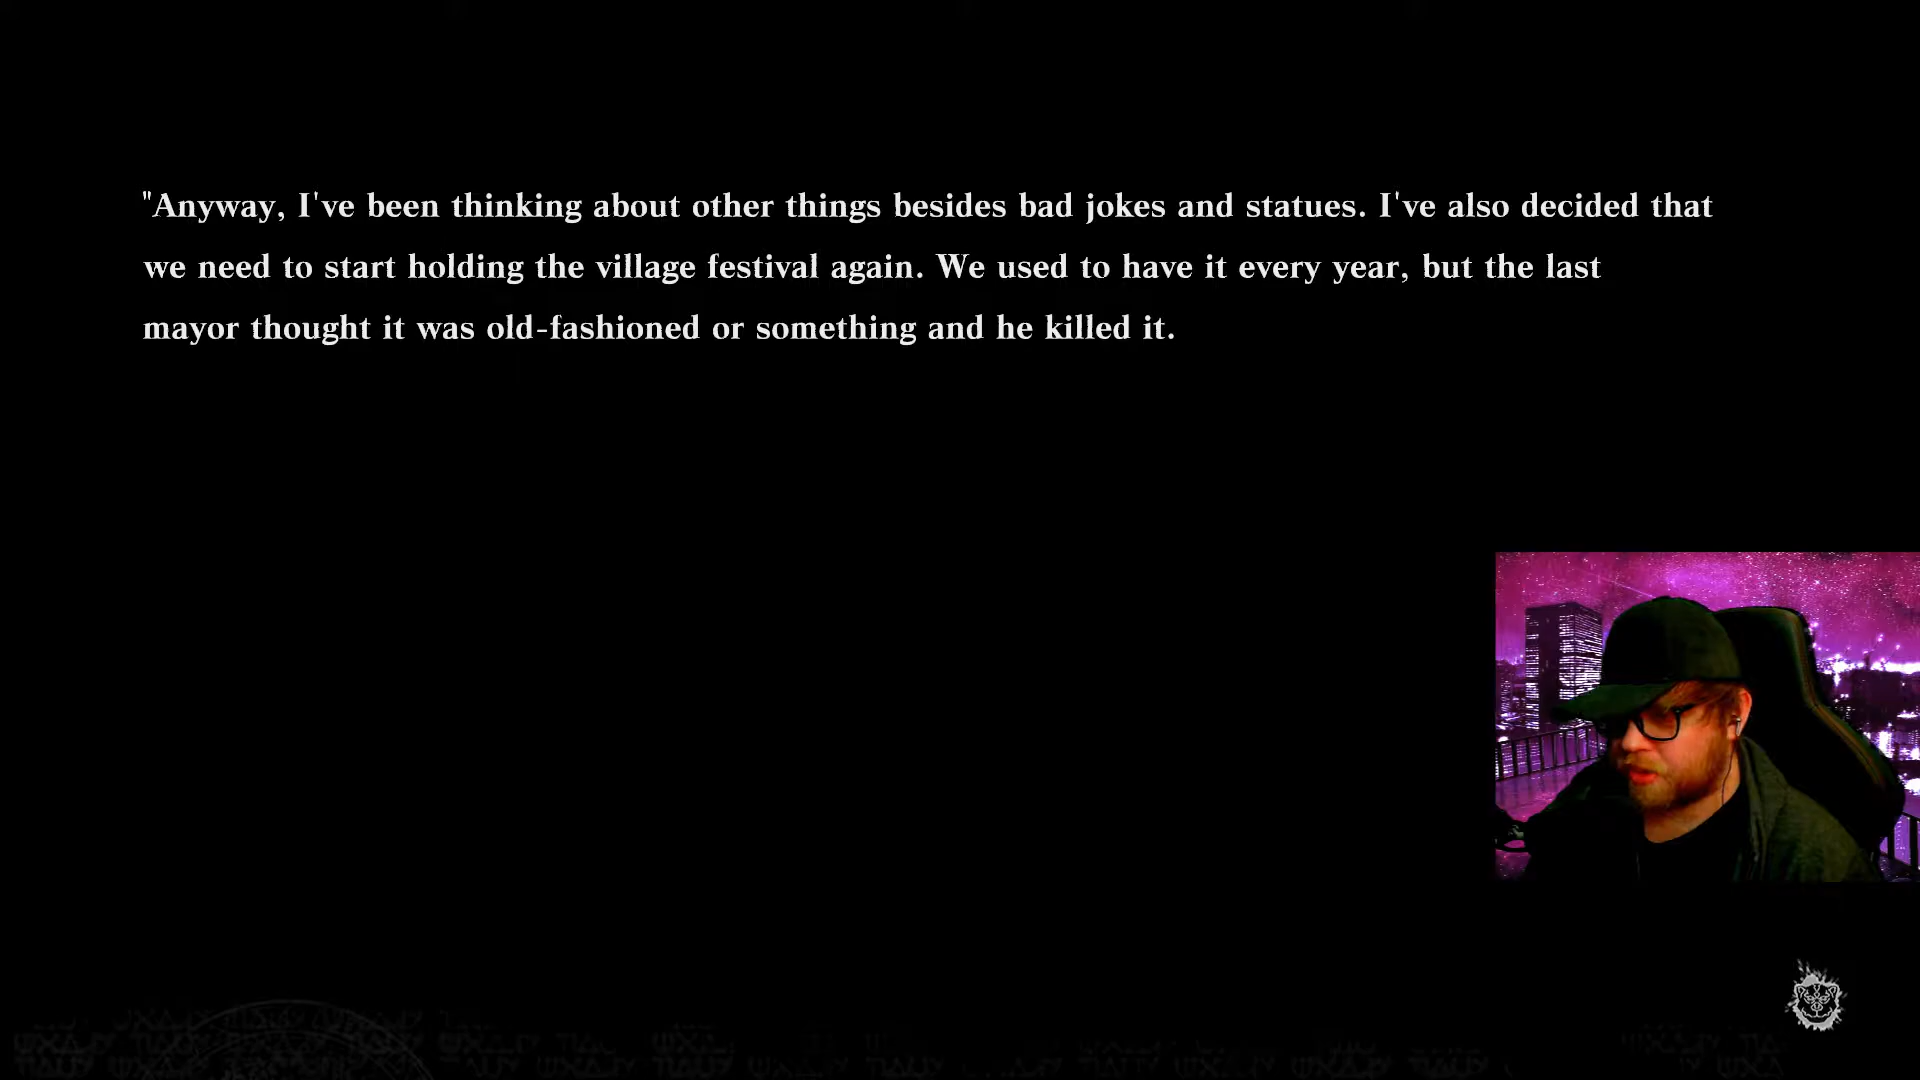 "Anyway, I've been thinking about other things besides bad jokes and statues. I've also decided that
we need to start holding the village festival again. We used to have it every year, but the last
mayor thought it was old-fashioned or something and he killed it.